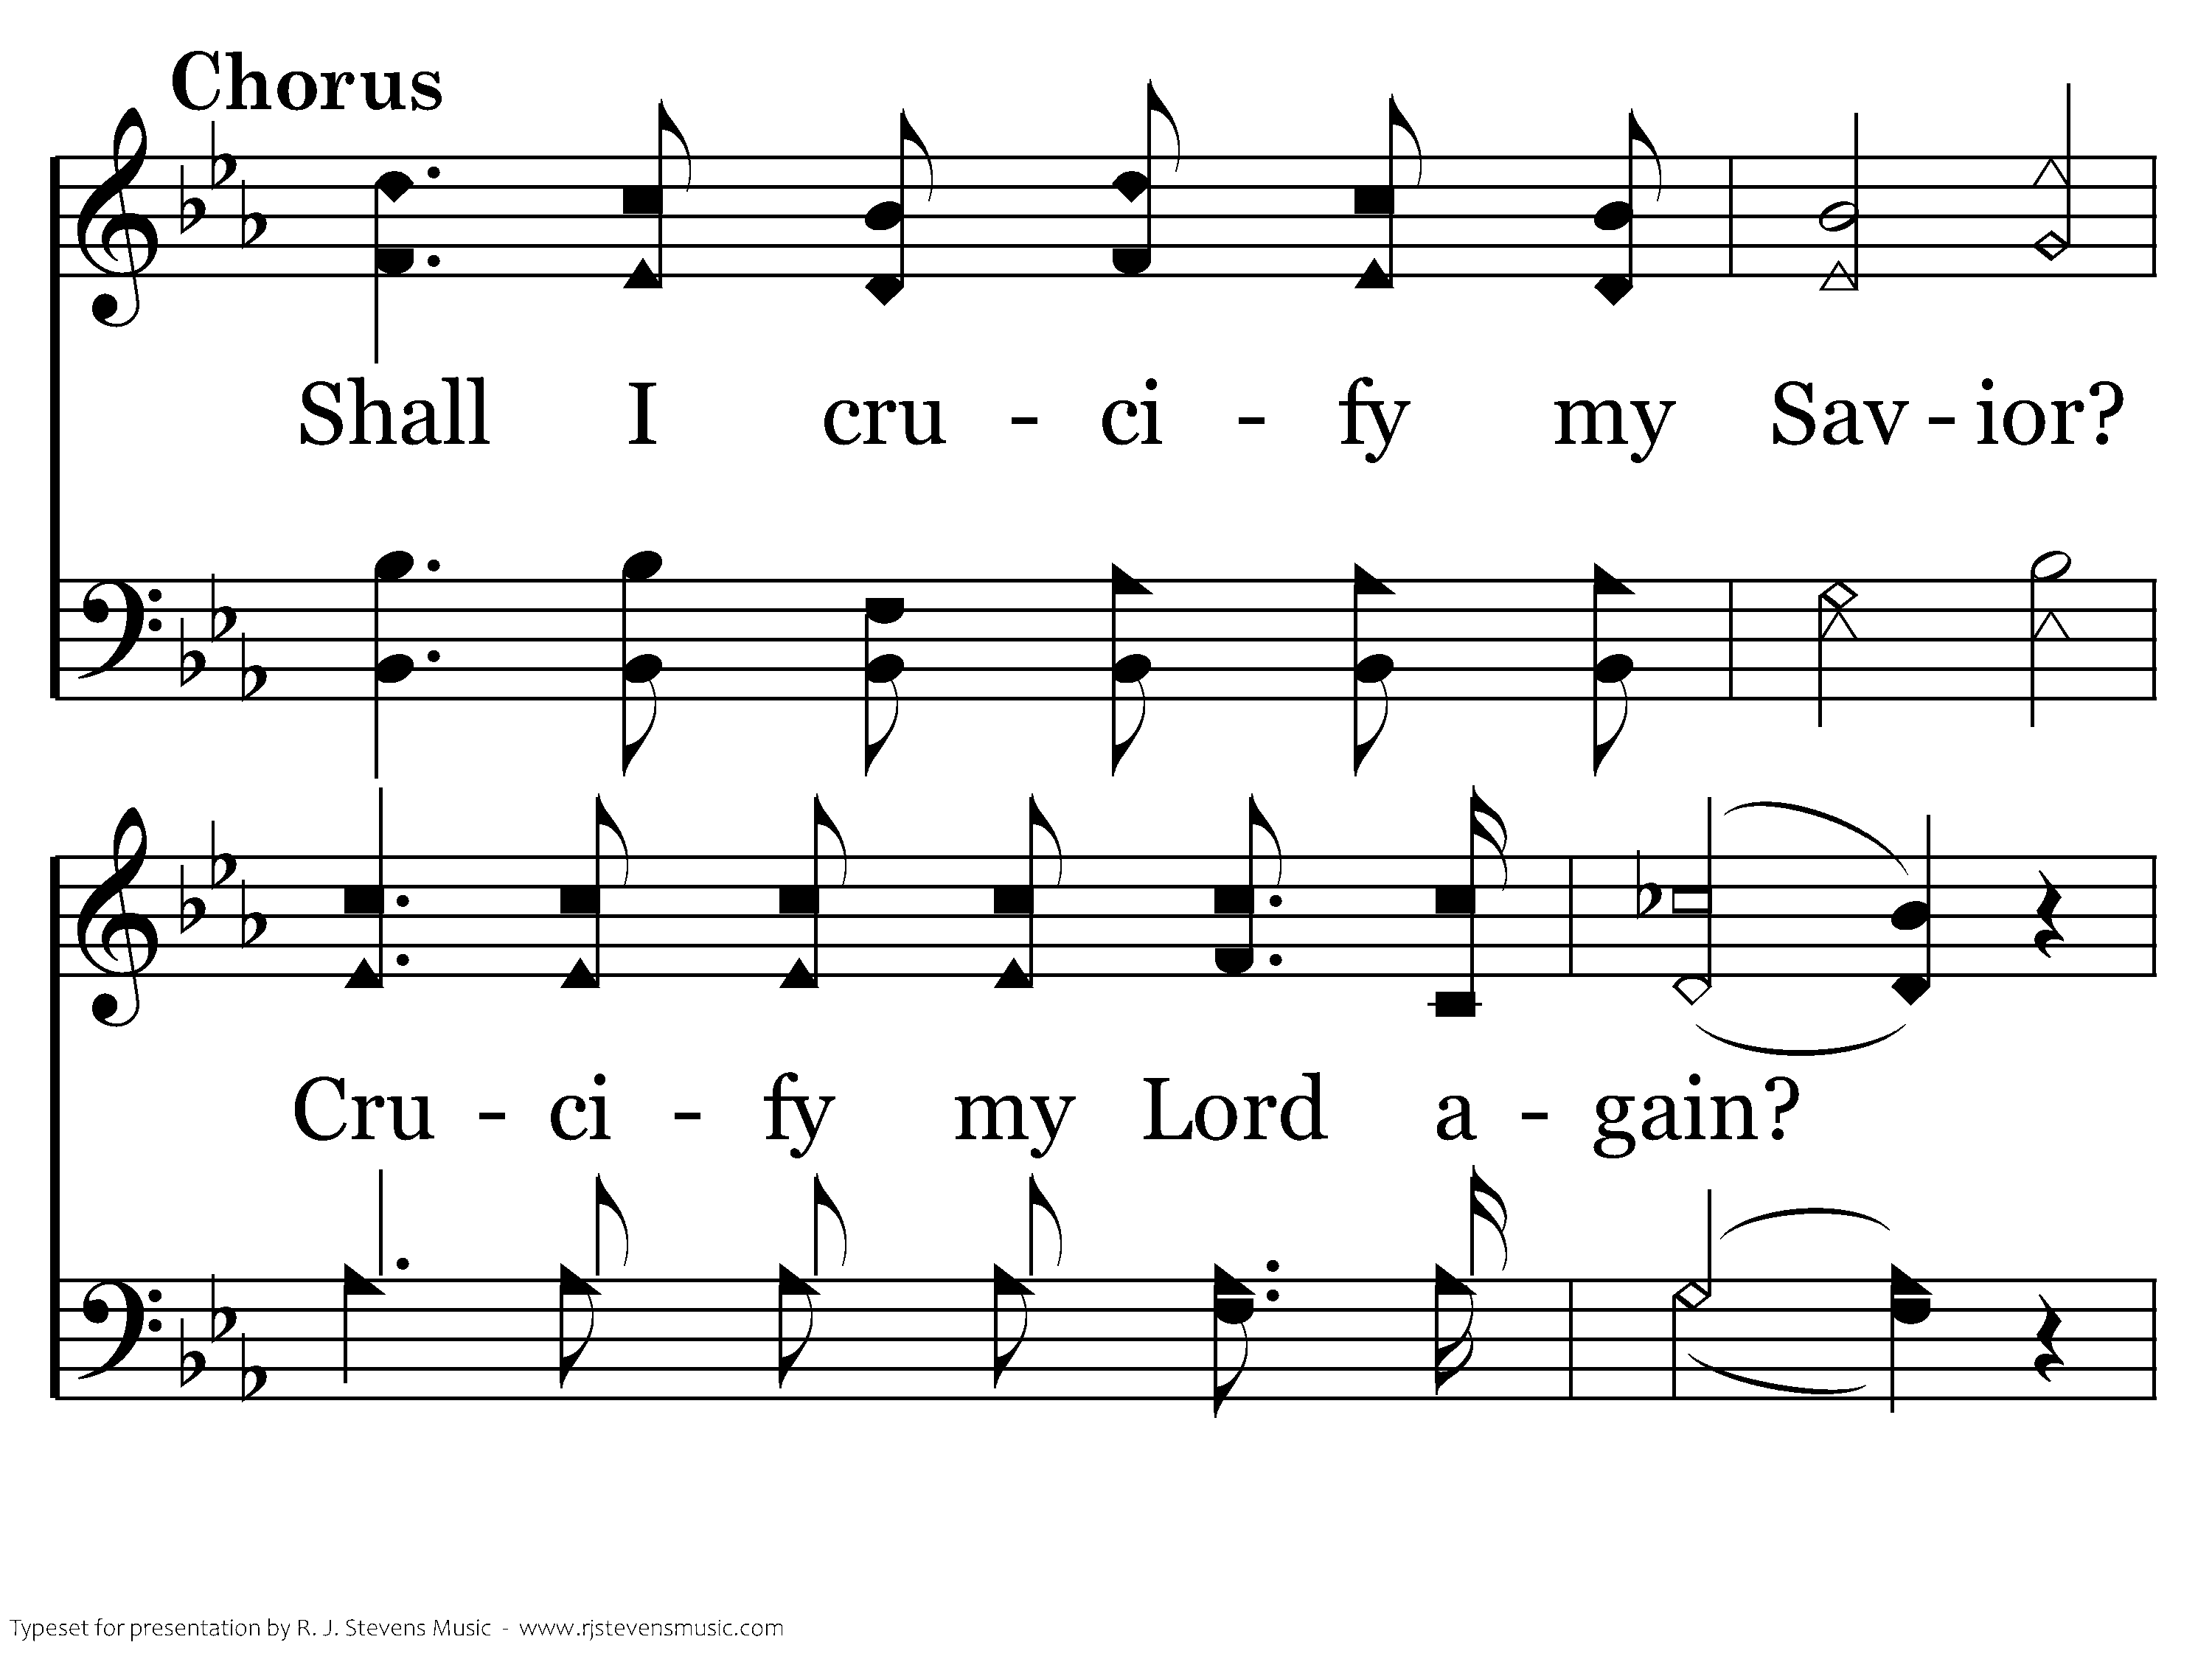 Chorus
Shall I cru - ci - fy my Sav - ior?
Cru - ci - fy my Lord a - gain?
Typeset for presentation by R. J. Stevens Music - www.rjstevensmusic.com